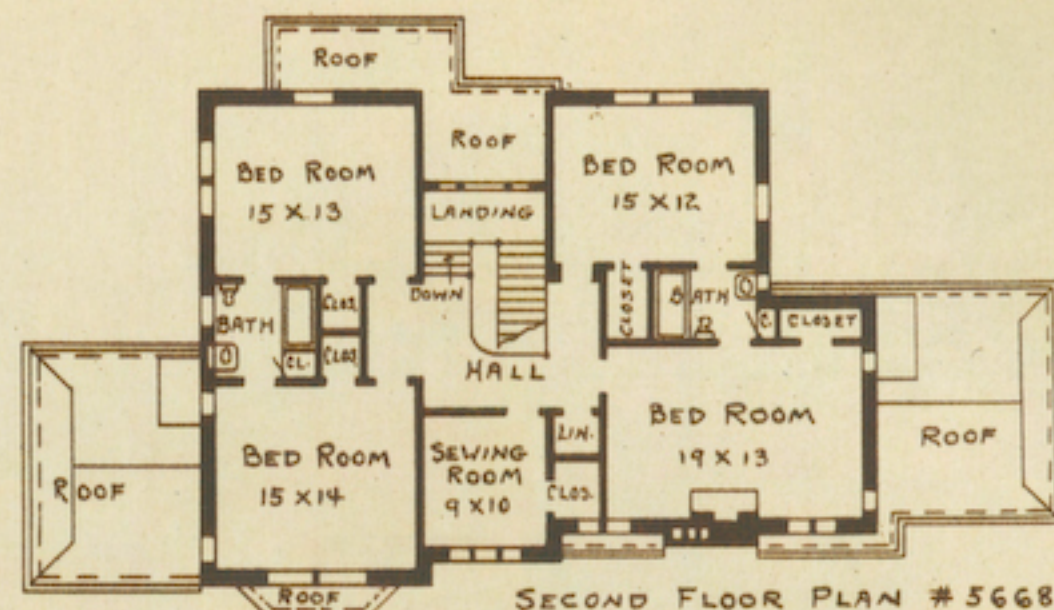 ROOF
ROOF
BED ROOM
15 X 13
BED ROOM
15 X 12
LANDING
DOWN
CLOS.
CLOSET
BATH
BATH
C.
CLOSET
CL.
CLOS.
HALL
BED ROOM
15 X 14
SEWING
ROOM
9 X 10
LIN.
CLOS.
BED ROOM
19 X 13
ROOF
ROOF
ROOF
SECOND FLOOR PLAN #5668